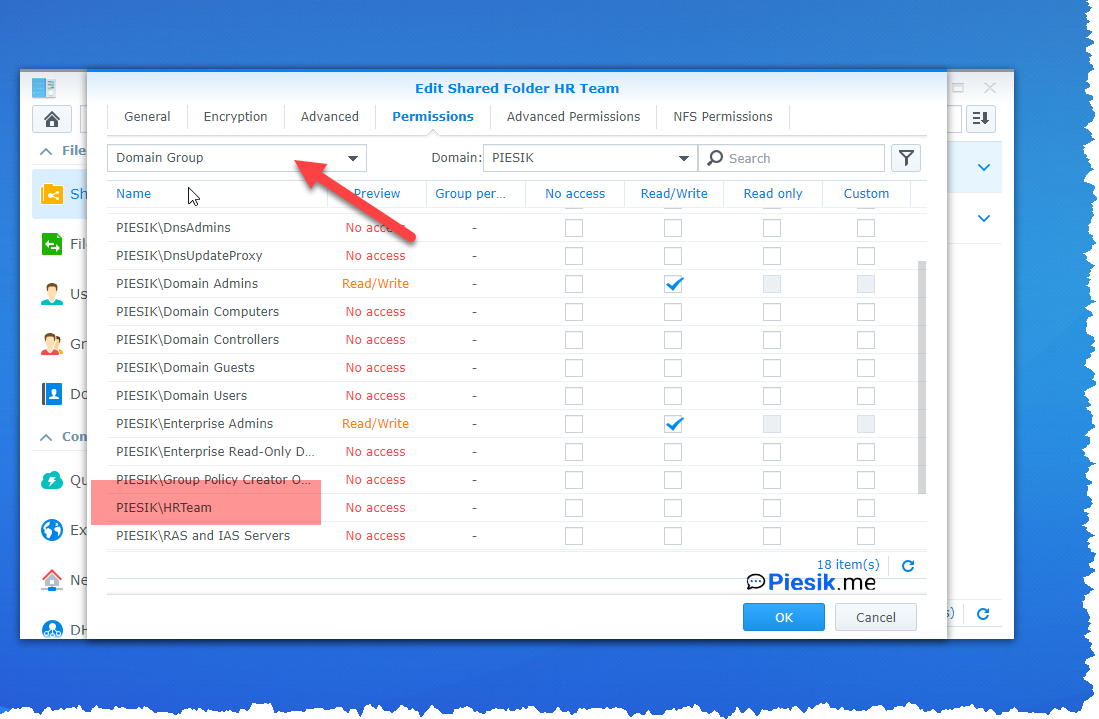 Edit Shared Folder HR Team
General Encryption Advanced Permissions Advanced Permissions NFS Permissions
File
Domain Group Domain: PIESIK Search
Name Preview Group per... No access Read/Write Read only Custom
Sh
PIESIK\DnsAdmins No access -
Fil
PIESIK\DnsUpdateProxy No access -
PIESIK\Domain Admins Read/Write -
Us
PIESIK\Domain Computers No access -
PIESIK\Domain Controllers No access -
Gr
PIESIK\Domain Guests No access -
PIESIK\Domain Users No access -
Do
PIESIK\Enterprise Admins Read/Write -
Con
PIESIK\Enterprise Read-Only D... No access -
PIESIK\Group Policy Creator O... No access -
Qu
PIESIK\HRTeam No access -
Ex
PIESIK\RAS and IAS Servers No access -
18 item(s)
Ne
Piesik.me
OK Cancel
s)
DH